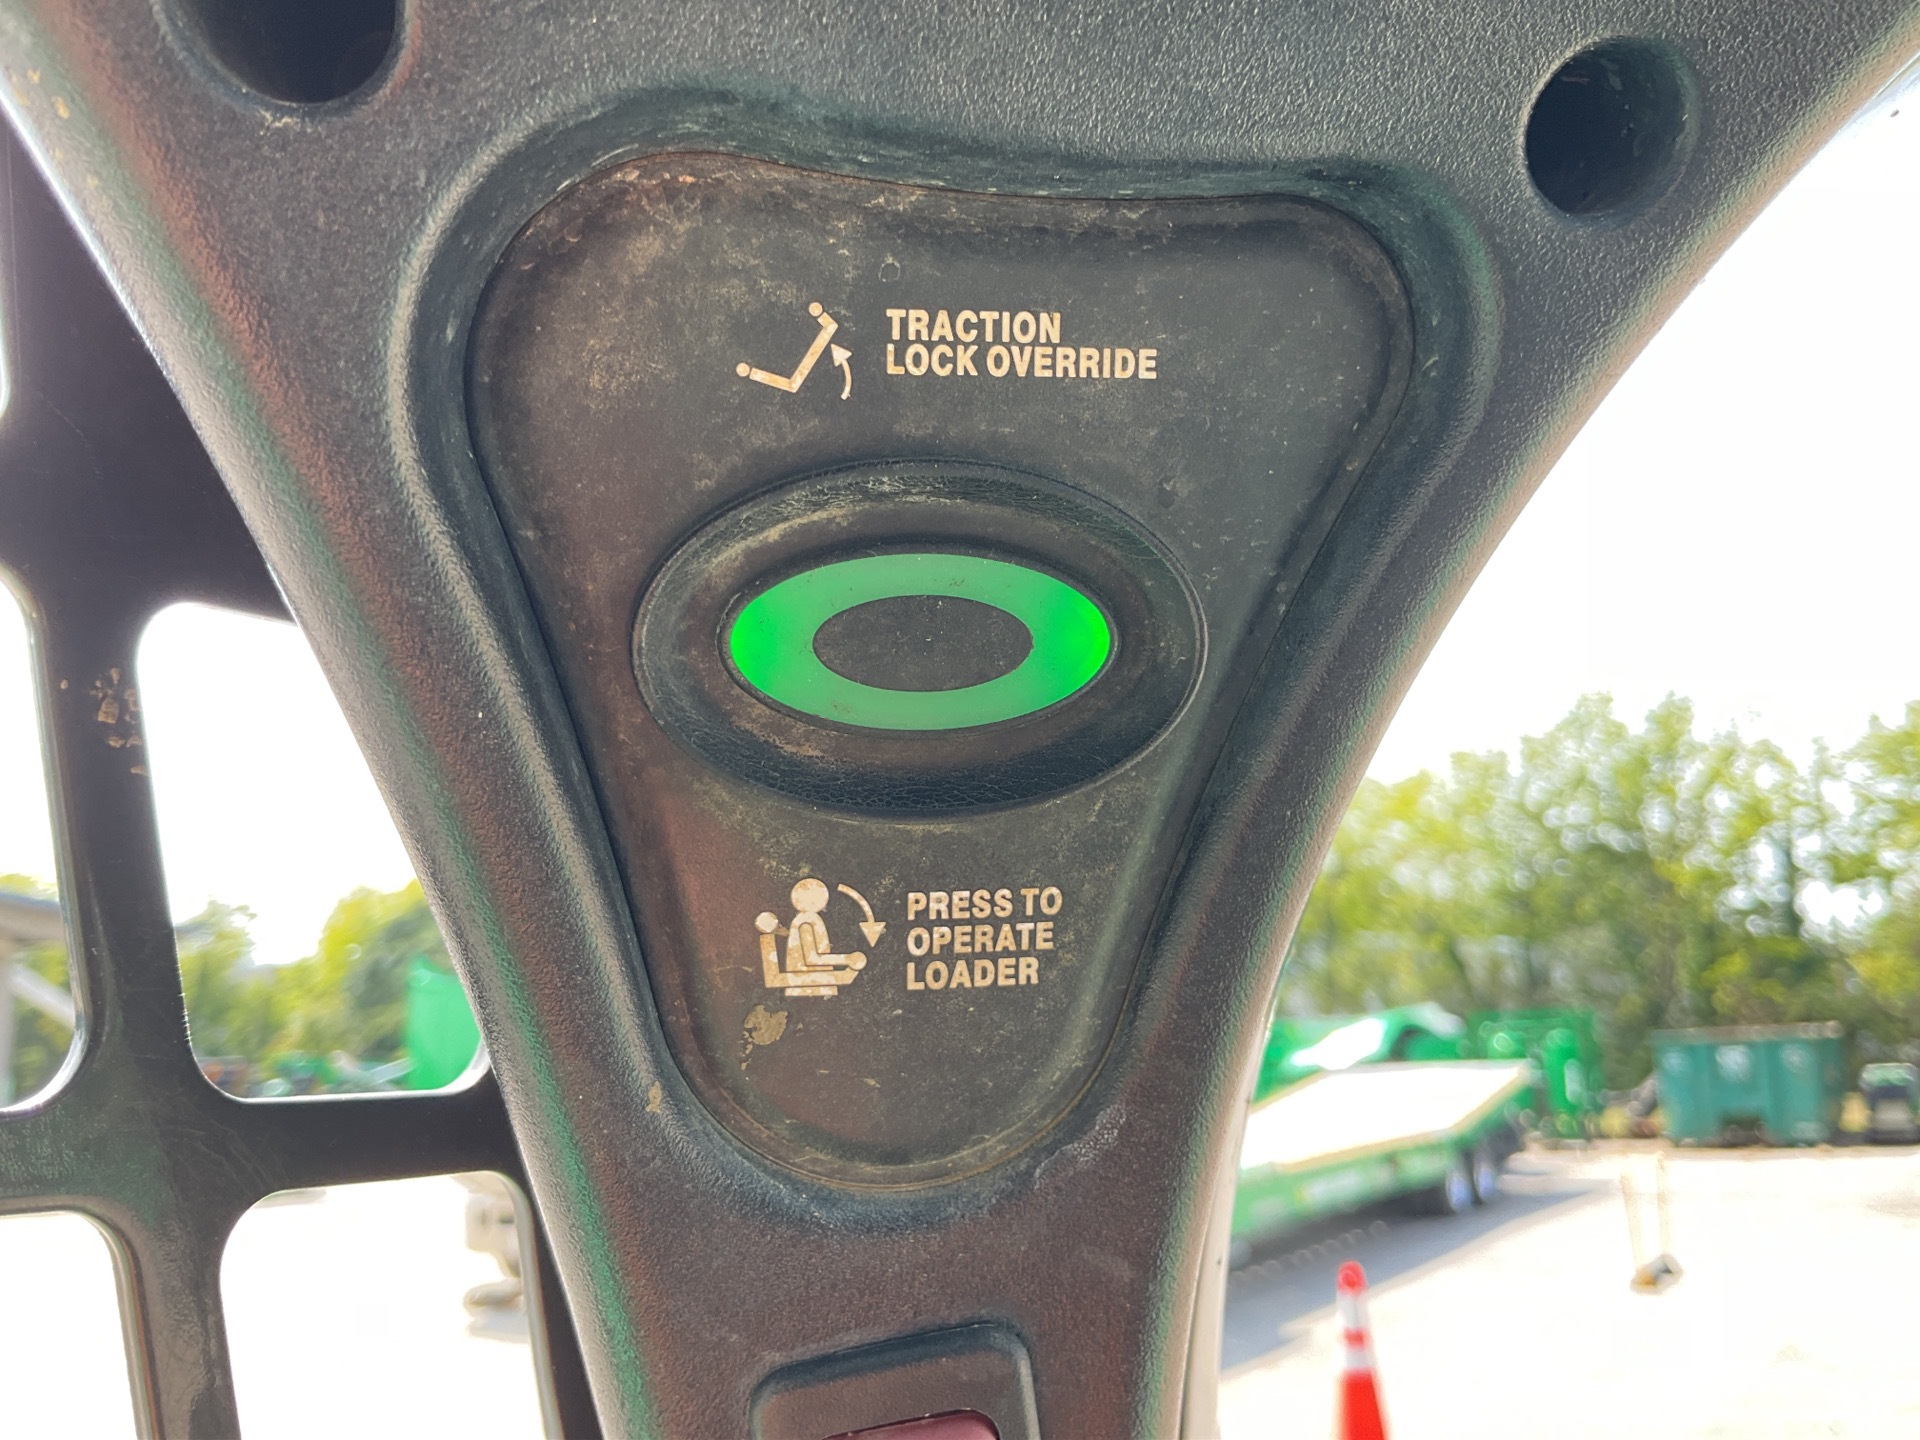 TRACTION
LOCK OVERRIDE
PRESS TO
OPERATE
LOADER